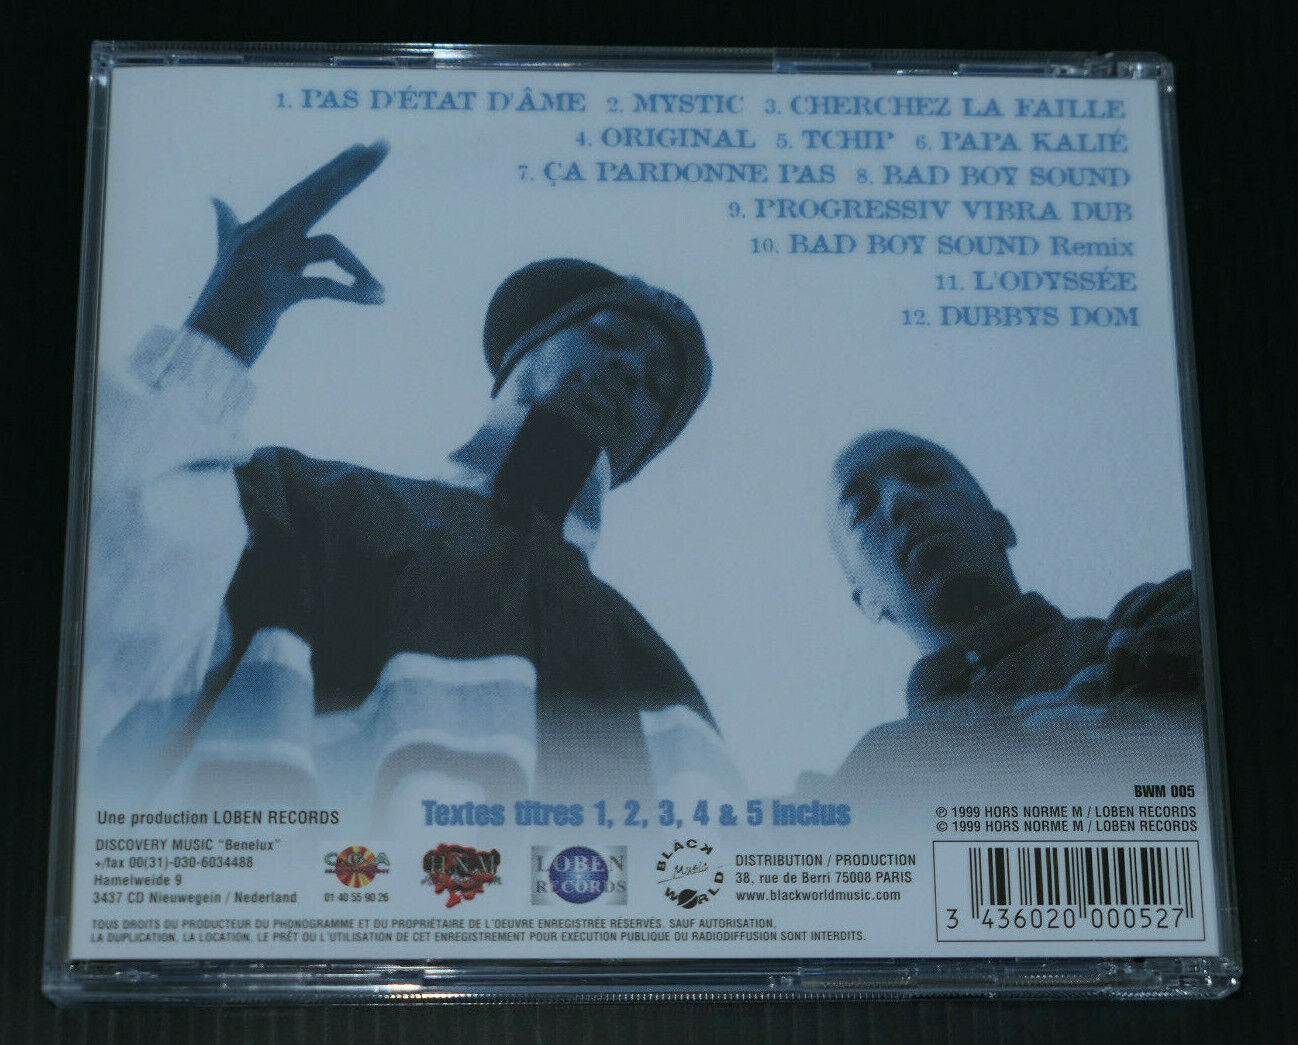 1. PAS D'ÉTAT D'ÂME 2. MYSTIC 3. CHERCHEZ LA FAILLE
4. ORIGINAL 5. TCHIP 6. PAPA KALIÉ
7. ÇA PARDONNE PAS 8. BAD BOY SOUND
9. PROGRESSIV VIBRA DUB
10. BAD BOY SOUND Remix
11. L'ODYSSÉE
12. DUBBYS DOM
BWM 005
Une production LOBEN RECORDS
Textes titres 1, 2, 3, 4 & 5 inclus
℗ 1999 HORS NORME M / LOBEN RECORDS
© 1999 HORS NORME M / LOBEN RECORDS
DISCOVERY MUSIC "Benelux"
+/fax 00(31)-030-6034488
Hamelweide 9
3437 CD Nieuwegein / Nederland
01 40 55 90 26
H.N.M
LOBEN
RECORDS
BLACK
Music
WORLD
DISTRIBUTION / PRODUCTION
38, rue de Berri 75008 PARIS
www.blackworldmusic.com
3 436020 000527
TOUS DROITS DU PRODUCTEUR DU PHONOGRAMME ET DU PROPRIÉTAIRE DE L'OEUVRE ENREGISTRÉE RÉSERVÉS. SAUF AUTORISATION,
LA DUPLICATION, LA LOCATION, LE PRÊT OU L'UTILISATION DE CET ENREGISTREMENT POUR EXÉCUTION PUBLIQUE OU RADIODIFFUSION SONT INTERDITS.